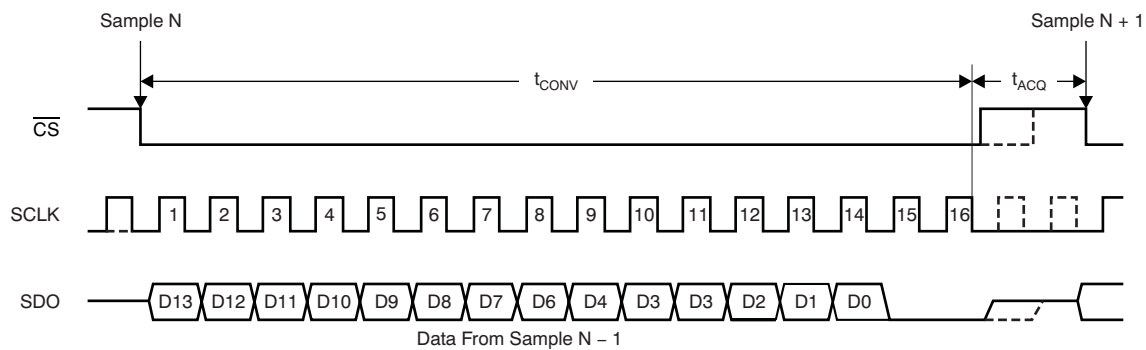 Sample N
Sample N + 1
tCONV
tACQ
CS
SCLK
1 2 3 4 5 6 7 8 9 10 11 12 13 14 15 16
SDO
D13 D12 D11 D10 D9 D8 D7 D6 D4 D3 D3 D2 D1 D0
Data From Sample N − 1